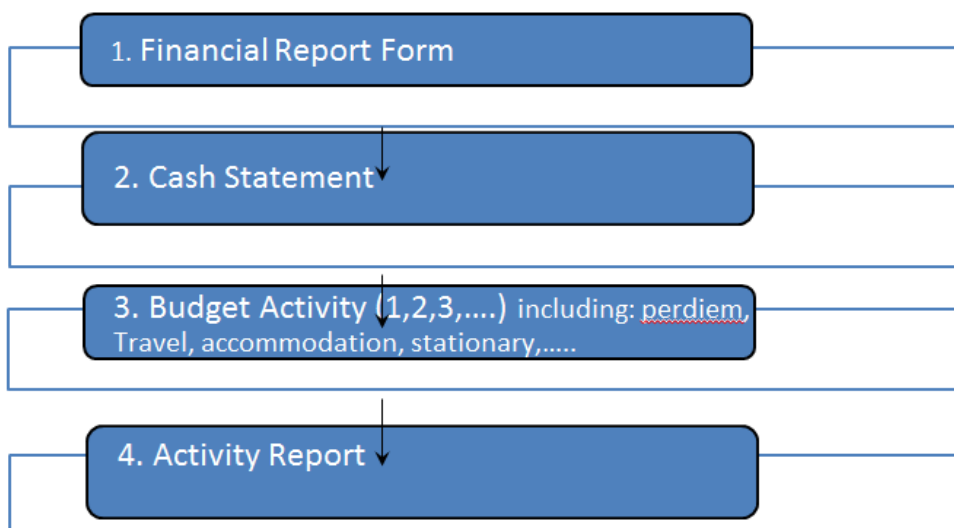 1. Financial Report Form
2. Cash Statement
3. Budget Activity (1,2,3,....) including: perdiem,
Travel, accommodation, stationary,.....
4. Activity Report